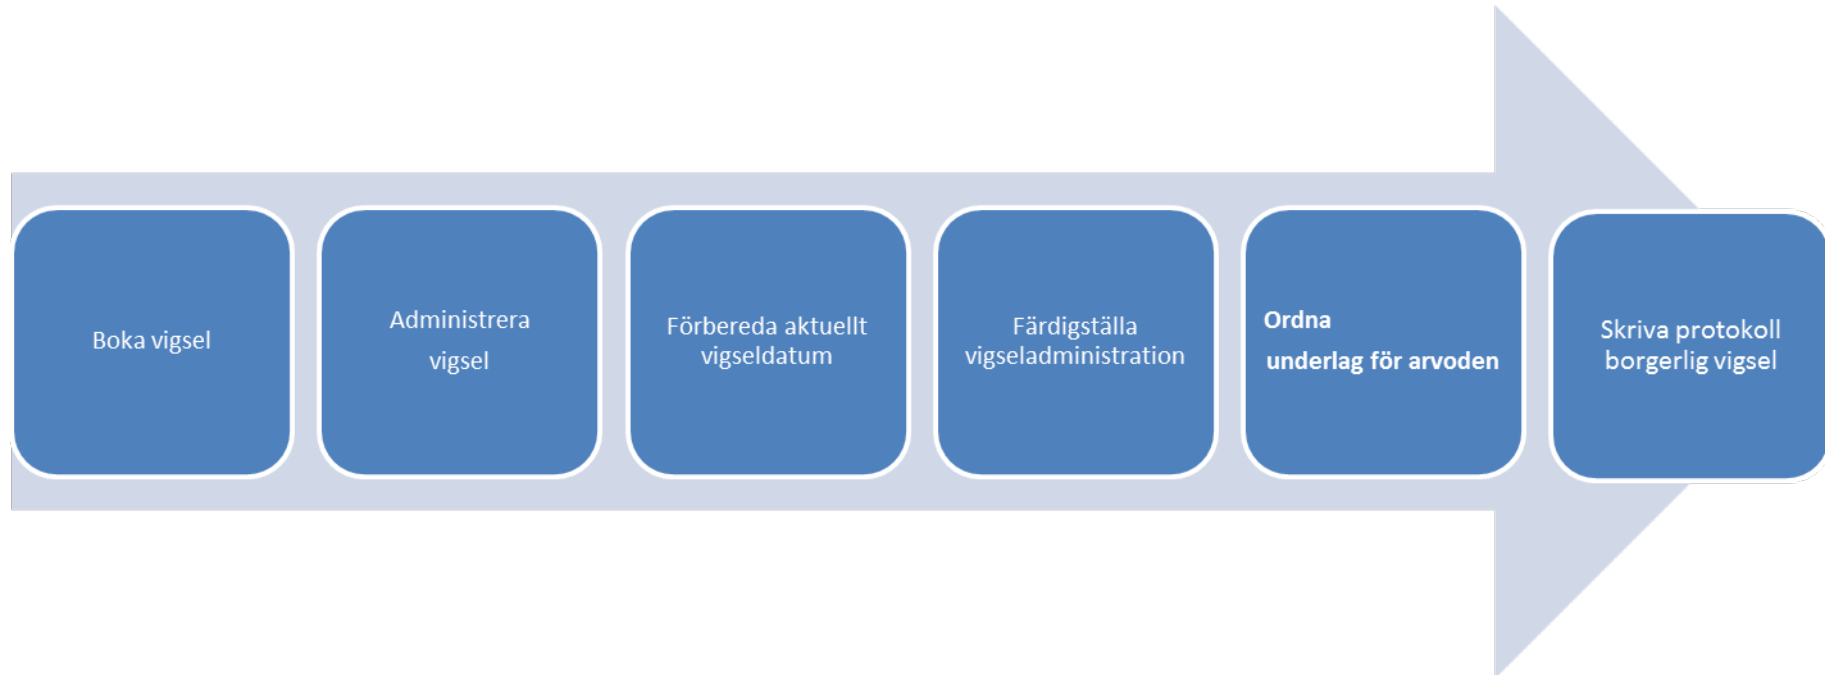 Boka vigsel
Administrera
vigsel
Förbereda aktuellt
vigseldatum
Färdigställa
vigseladministration
Ordna
underlag för arvoden
Skriva protokoll
borgerlig vigsel